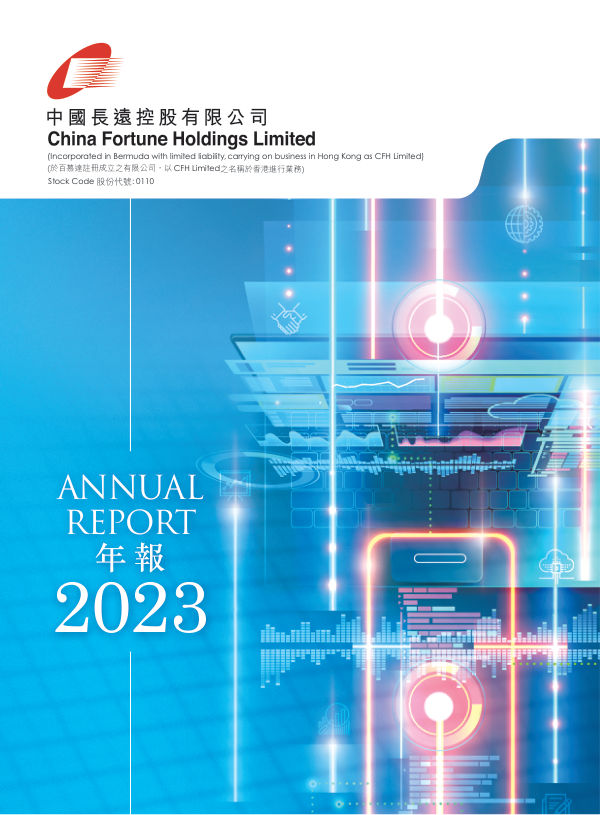 中國長遠控股有限公司
China Fortune Holdings Limited
(Incorporated in Bermuda with limited liability, carrying on business in Hong Kong as CFH Limited)
(於百慕達註冊成立之有限公司，以 CFH Limited之名稱於香港進行業務)
Stock Code 股份代號: 0110
ANNUAL
REPORT
年報
2023